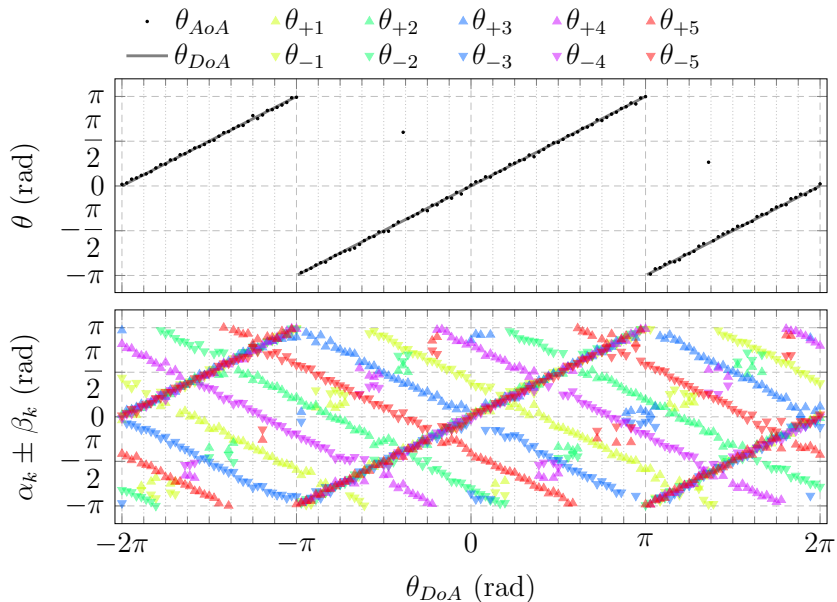 θ_AoA θ_+1 θ_+2 θ_+3 θ_+4 θ_+5
θ_DoA θ_-1 θ_-2 θ_-3 θ_-4 θ_-5
π
π/2
0
-π/2
-π
θ (rad)
π
π/2
0
-π/2
-π
α_k ± β_k (rad)
-2π -π 0 π 2π
θ_DoA (rad)